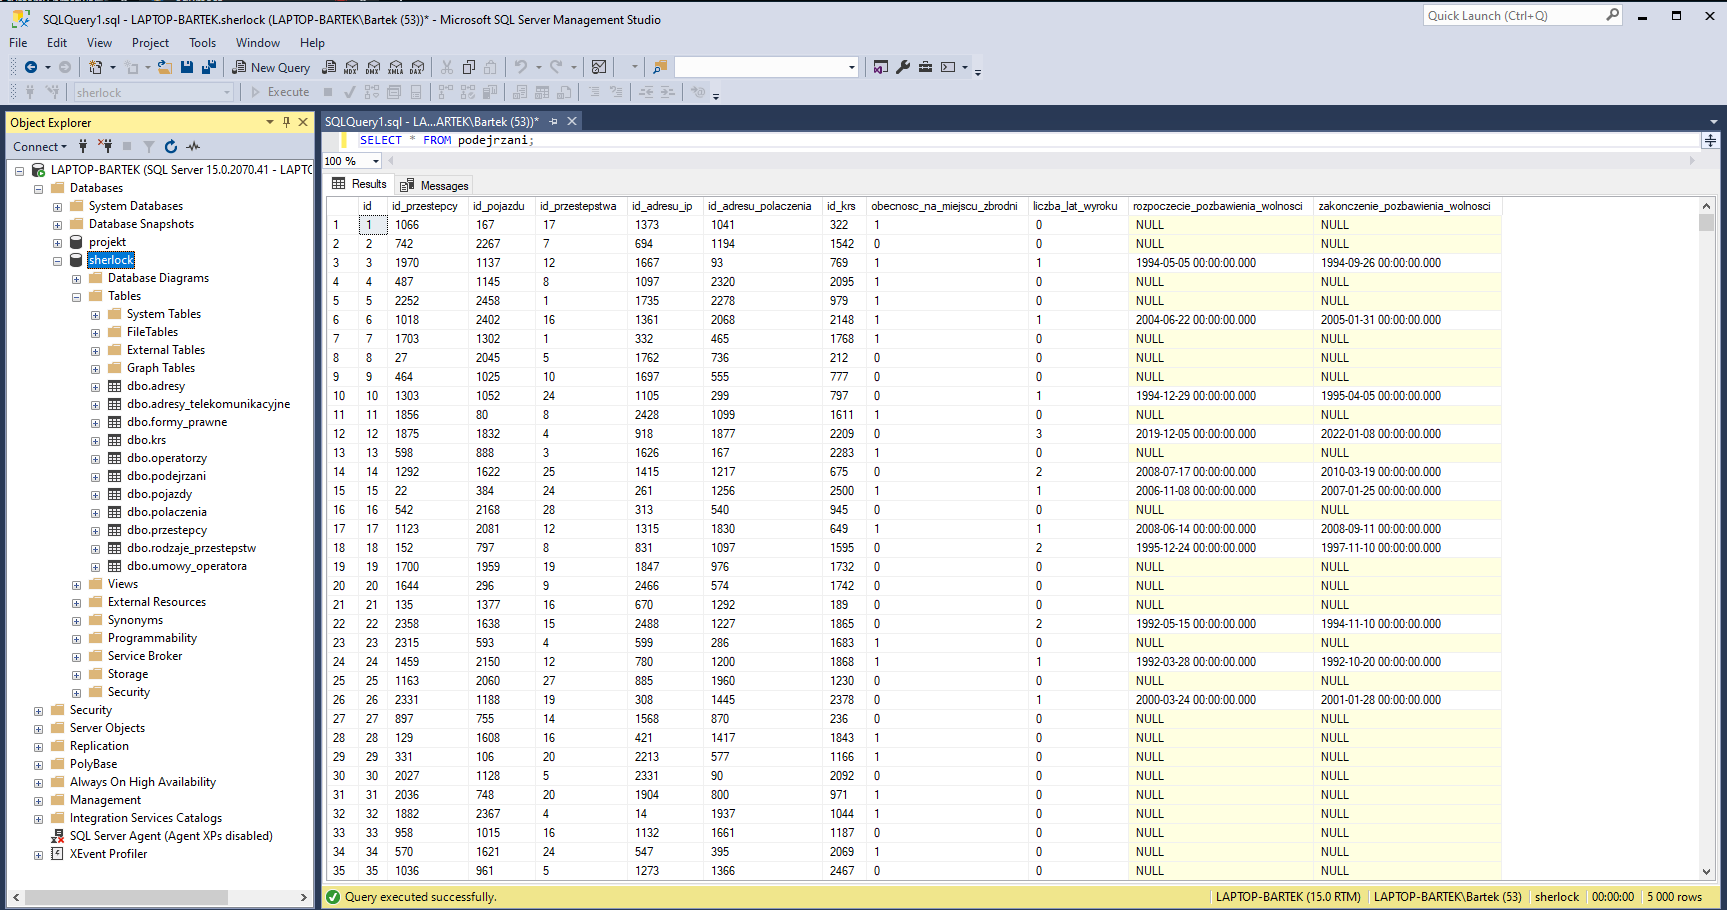 SQLQuery1.sql - LAPTOP-BARTEK.sherlock (LAPTOP-BARTEK\Bartek (53))* - Microsoft SQL Server Management Studio
Quick Launch (Ctrl+Q)
File Edit View Project Tools Window Help
New Query MDX DMX XMLA DAX
sherlock Execute
Object Explorer
Connect
LAPTOP-BARTEK (SQL Server 15.0.2070.41 - LAPTO
Databases
System Databases
Database Snapshots
projekt
sherlock
Database Diagrams
Tables
System Tables
FileTables
External Tables
Graph Tables
dbo.adresy
dbo.adresy_telekomunikacyjne
dbo.formy_prawne
dbo.krs
dbo.operatorzy
dbo.podejrzani
dbo.pojazdy
dbo.polaczenia
dbo.przestepcy
dbo.rodzaje_przestepstw
dbo.umowy_operatora
Views
External Resources
Synonyms
Programmability
Service Broker
Storage
Security
Security
Server Objects
Replication
PolyBase
Always On High Availability
Management
Integration Services Catalogs
SQL Server Agent (Agent XPs disabled)
XEvent Profiler
SQLQuery1.sql - LA...ARTEK\Bartek (53))*
SELECT * FROM podejrzani;
100 %
Results Messages
id id_przestepcy id_pojazdu id_przestepstwa id_adresu_ip id_adresu_polaczenia id_krs obecnosc_na_miejscu_zbrodni liczba_lat_wyroku rozpoczecie_pozbawienia_wolnosci zakonczenie_pozbawienia_wolnosci
1 1 1066 167 17 1373 1041 322 1 0 NULL NULL
2 2 742 2267 7 694 1194 1542 0 0 NULL NULL
3 3 1970 1137 12 1667 93 769 1 1 1994-05-05 00:00:00.000 1994-09-26 00:00:00.000
4 4 487 1145 8 1097 2320 2095 1 0 NULL NULL
5 5 2252 2458 1 1735 2278 979 1 0 NULL NULL
6 6 1018 2402 16 1361 2068 2148 1 1 2004-06-22 00:00:00.000 2005-01-31 00:00:00.000
7 7 1703 1302 1 332 465 1768 1 0 NULL NULL
8 8 27 2045 5 1762 736 212 0 0 NULL NULL
9 9 464 1025 10 1697 555 777 0 0 NULL NULL
10 10 1303 1052 24 1105 299 797 0 1 1994-12-29 00:00:00.000 1995-04-05 00:00:00.000
11 11 1856 80 8 2428 1099 1611 1 0 NULL NULL
12 12 1875 1832 4 918 1877 2209 0 3 2019-12-05 00:00:00.000 2022-01-08 00:00:00.000
13 13 598 888 3 1626 167 2283 1 0 NULL NULL
14 14 1292 1622 25 1415 1217 675 0 2 2008-07-17 00:00:00.000 2010-03-19 00:00:00.000
15 15 22 384 24 261 1256 2500 1 1 2006-11-08 00:00:00.000 2007-01-25 00:00:00.000
16 16 542 2168 28 313 540 945 0 0 NULL NULL
17 17 1123 2081 12 1315 1830 649 1 1 2008-06-14 00:00:00.000 2008-09-11 00:00:00.000
18 18 152 797 8 831 1097 1595 0 2 1995-12-24 00:00:00.000 1997-11-10 00:00:00.000
19 19 1700 1959 19 1847 976 1732 0 0 NULL NULL
20 20 1644 296 9 2466 574 1742 0 0 NULL NULL
21 21 135 1377 16 670 1292 189 0 0 NULL NULL
22 22 2358 1638 15 2488 1227 1865 0 2 1992-05-15 00:00:00.000 1994-11-10 00:00:00.000
23 23 2315 593 4 599 286 1683 1 0 NULL NULL
24 24 1459 2150 12 780 1200 1868 1 1 1992-03-28 00:00:00.000 1992-10-20 00:00:00.000
25 25 1163 2060 27 885 1960 1230 0 0 NULL NULL
26 26 2331 1188 19 308 1445 2378 0 1 2000-03-24 00:00:00.000 2001-01-28 00:00:00.000
27 27 897 755 14 1568 870 236 0 0 NULL NULL
28 28 129 1608 16 421 1417 1843 1 0 NULL NULL
29 29 331 106 20 2213 577 1166 1 0 NULL NULL
30 30 2027 1128 5 2331 90 2092 0 0 NULL NULL
31 31 2036 748 20 1904 800 971 1 0 NULL NULL
32 32 1882 2367 4 14 1937 1044 1 0 NULL NULL
33 33 958 1015 16 1132 1661 1187 0 0 NULL NULL
34 34 570 1621 24 547 395 2069 1 0 NULL NULL
35 35 1036 961 5 1273 1366 2467 0 0 NULL NULL
Query executed successfully. LAPTOP-BARTEK (15.0 RTM) LAPTOP-BARTEK\Bartek (53) sherlock 00:00:00 5 000 rows